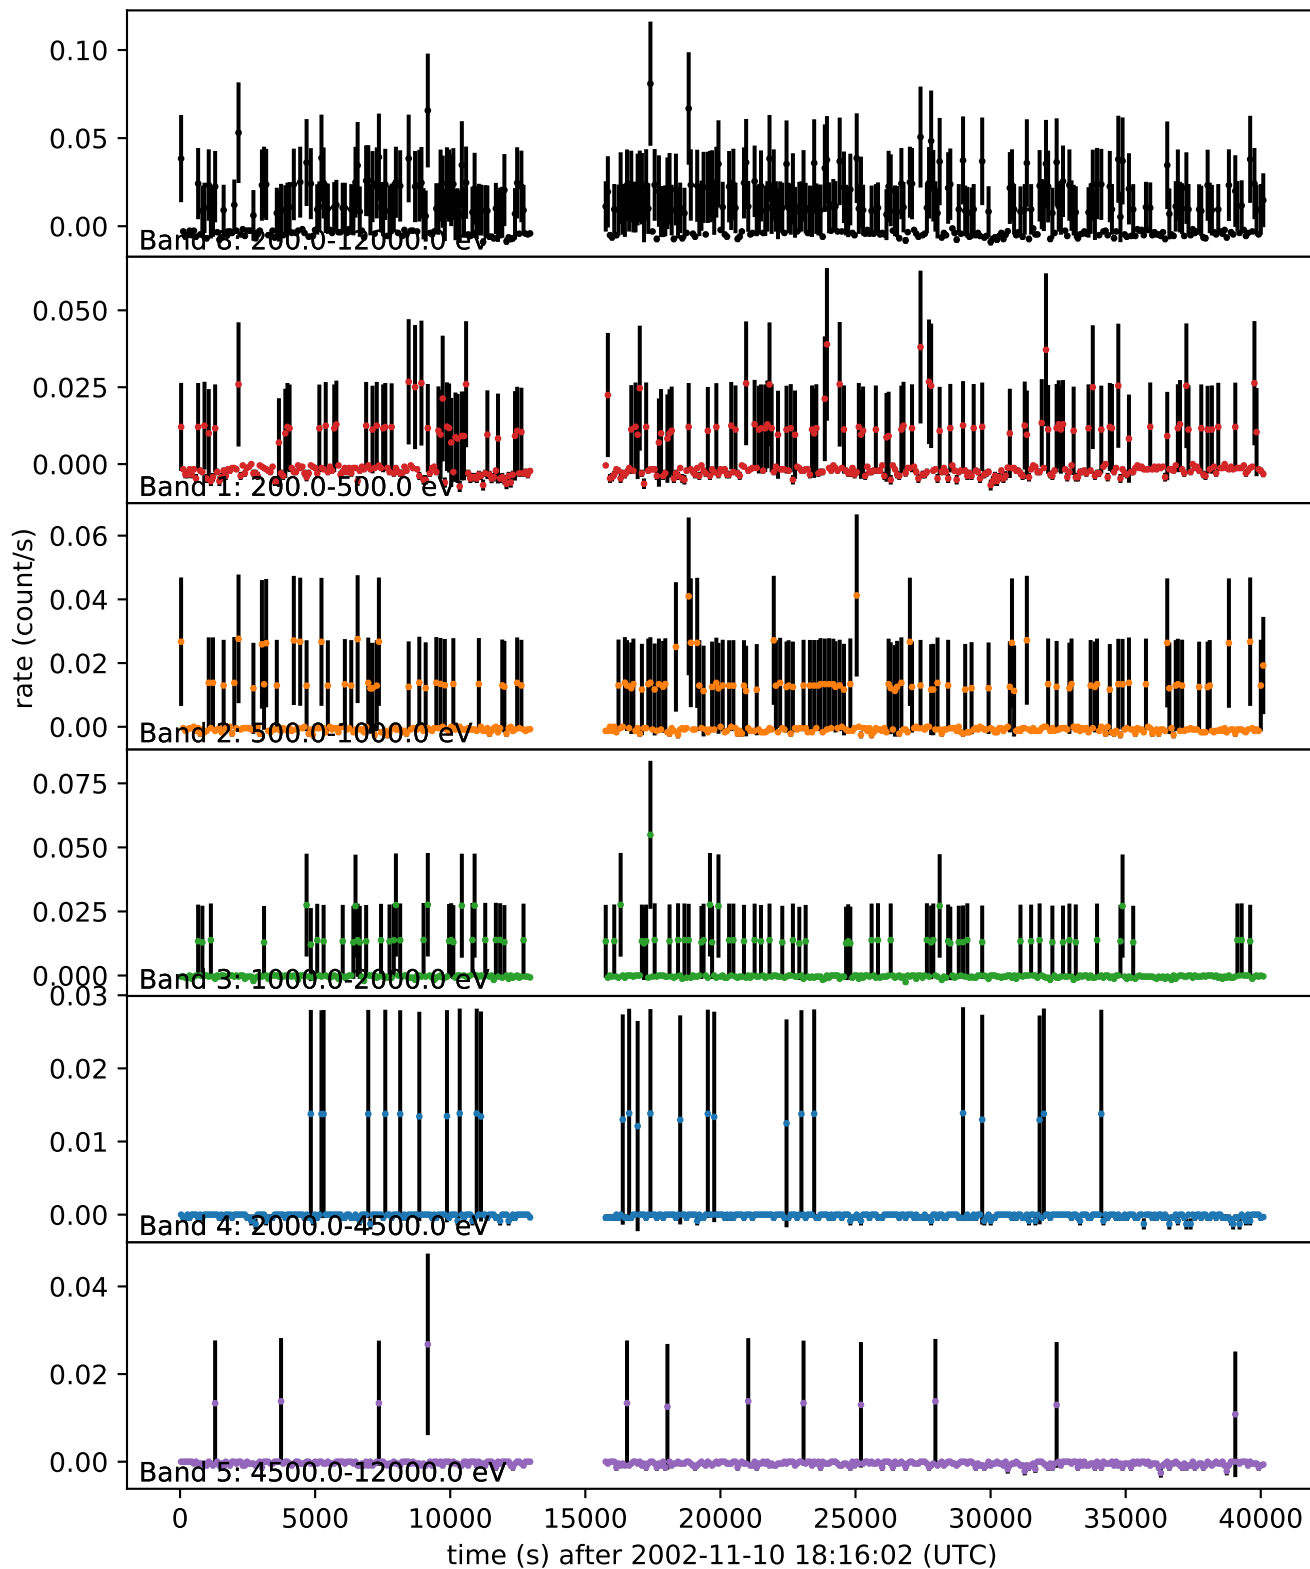 0.10
0.05
0.00
Band 6: 200.0-12000.0 eV
0.050
0.025
0.000
Band 1: 200.0-500.0 eV
rate (count/s)
0.06
0.04
0.02
0.00
Band 2: 500.0-1000.0 eV
0.075
0.050
0.025
0.000
Band 3: 1000.0-2000.0 eV
0.03
0.02
0.01
0.00
Band 4: 2000.0-4500.0 eV
0.04
0.02
0.00
Band 5: 4500.0-12000.0 eV
0 5000 10000 15000 20000 25000 30000 35000 40000
time (s) after 2002-11-10 18:16:02 (UTC)